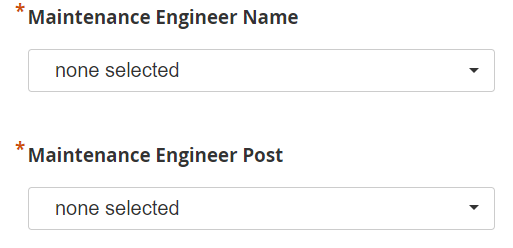 * Maintenance Engineer Name
none selected
* Maintenance Engineer Post
none selected